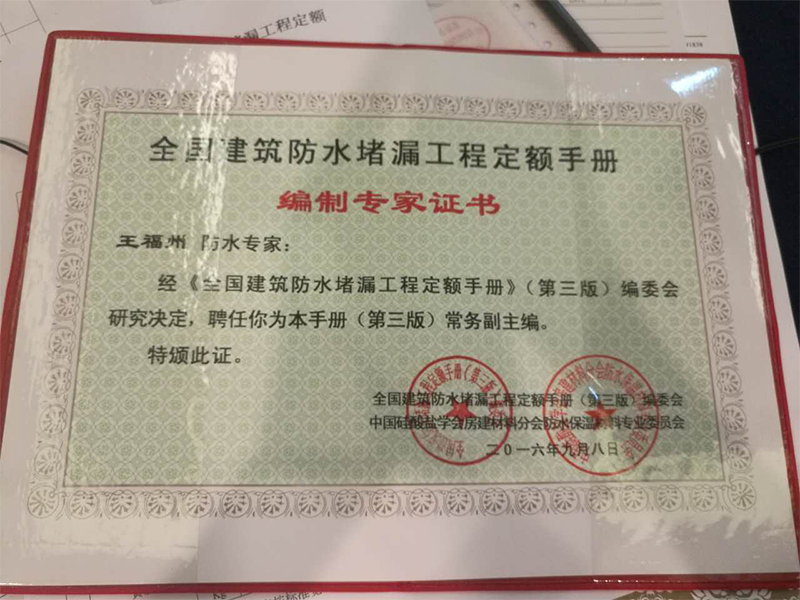 漏工程定额
全国建筑防水堵漏工程定额手册
编制专家证书
王福州 防水专家：
经《全国建筑防水堵漏工程定额手册》（第三版）编委会
研究决定，聘任你为本手册（第三版）常务副主编。
特颁此证。
全国建筑防水堵漏工程定额手册（第三版）编委会
中国硅酸盐学会房建材料分会防水保温材料专业委员会
二〇一六年九月八日